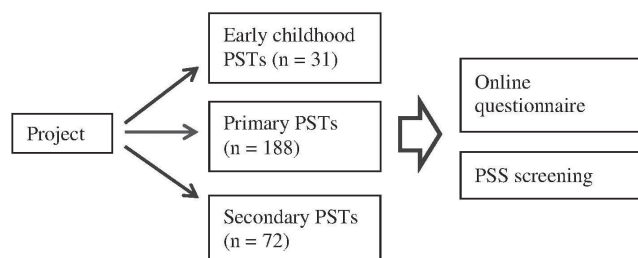 Project
Early childhood
PSTs (n = 31)
Primary PSTs
(n = 188)
Secondary PSTs
(n = 72)
Online
questionnaire
PSS screening